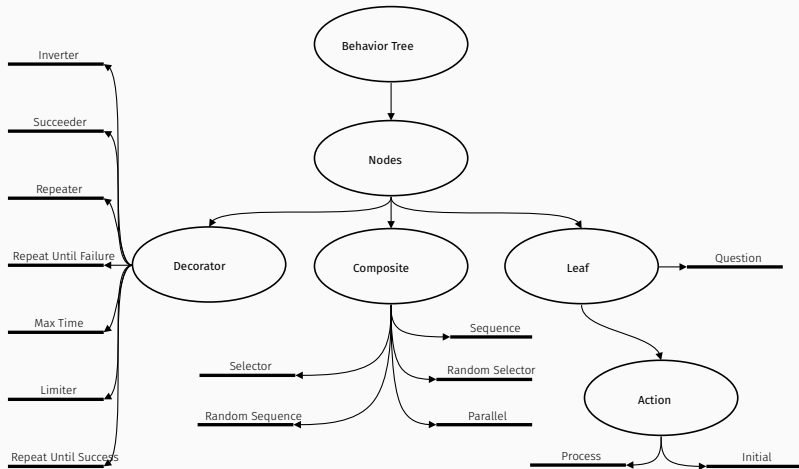 Behavior Tree
Inverter
Succeeder
Nodes
Repeater
Repeat Until Failure
Decorator
Composite
Leaf
Question
Max Time
Sequence
Limiter
Selector
Random Selector
Action
Random Sequence
Parallel
Repeat Until Success
Process
Initial